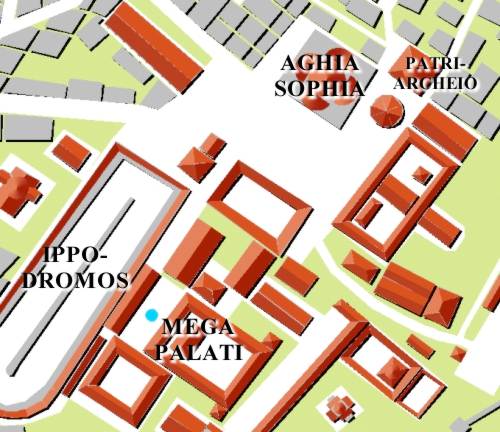 AGHIA
SOPHIA
PATRI-
ARCHEIO
IPPO-
DROMOS
MEGA
PALATI